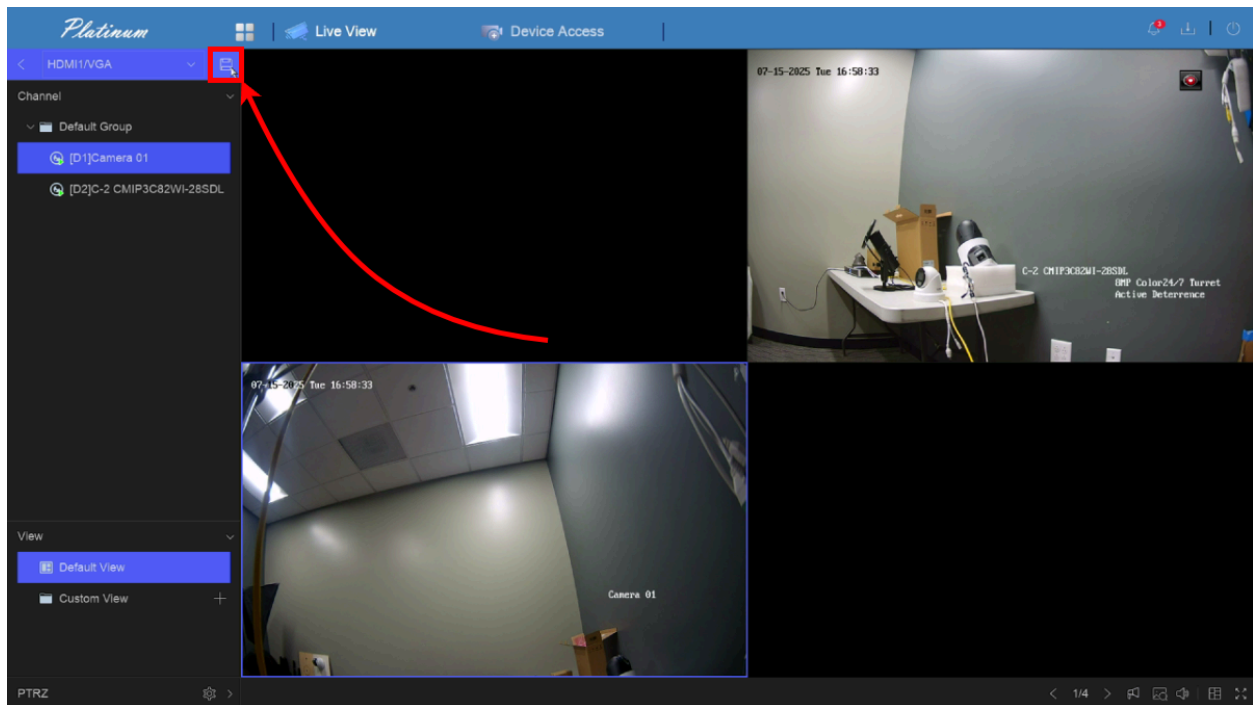 Platinum
Live View
Device Access
3
HDMI1/VGA
Channel
Default Group
[D1]Camera 01
[D2]C-2 CMIP3C82WI-28SDL
View
Default View
Custom View
PTRZ
07-15-2025 Tue 16:58:33
C-2 CMIP3C82WI-28SDL
8MP Color24/7 Turret
Active Deterrence
07-15-2025 Tue 16:58:33
Camera 01
1/4